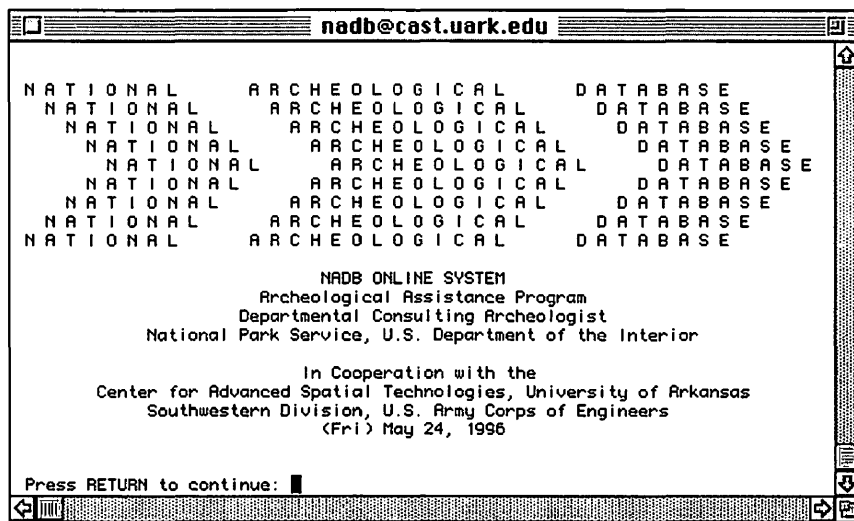 nadb@cast.uark.edu
NATIONAL ARCHEOLOGICAL DATABASE
NATIONAL ARCHEOLOGICAL DATABASE
NATIONAL ARCHEOLOGICAL DATABASE
NATIONAL ARCHEOLOGICAL DATABASE
NATIONAL ARCHEOLOGICAL DATABASE
NATIONAL ARCHEOLOGICAL DATABASE
NATIONAL ARCHEOLOGICAL DATABASE
NATIONAL ARCHEOLOGICAL DATABASE
NATIONAL ARCHEOLOGICAL DATABASE
NADB ONLINE SYSTEM
Archeological Assistance Program
Departmental Consulting Archeologist
National Park Service, U.S. Department of the Interior
In Cooperation with the
Center for Advanced Spatial Technologies, University of Arkansas
Southwestern Division, U.S. Army Corps of Engineers
(Fri) May 24, 1996
Press RETURN to continue: